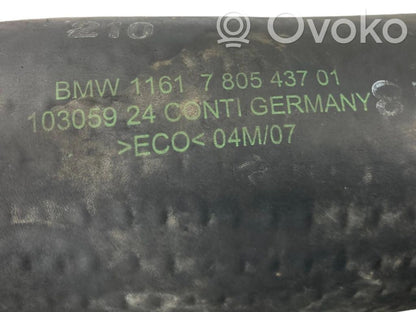 210
Ovoko
BMW 1161 7 805 437 01
103059 24 CONTI GERMANY
>ECO< 04M/07